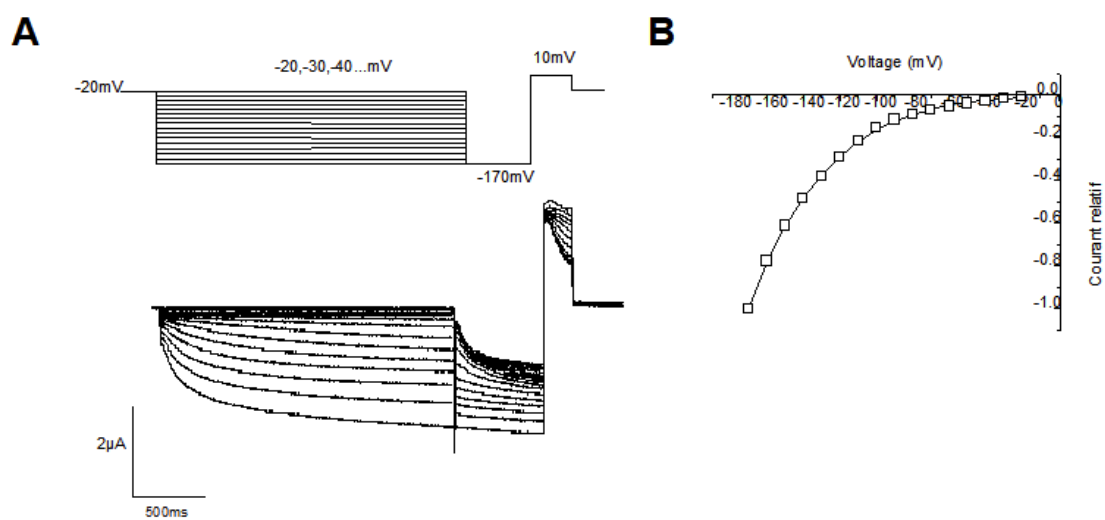 A
-20,-30,-40...mV
10mV
-20mV
-170mV
2µA
500ms
B
Voltage (mV)
-180 -160 -140 -120 -100 -80 -60 -40 -20 0
0.0
-0.2
-0.4
-0.6
-0.8
-1.0
Courant relatif